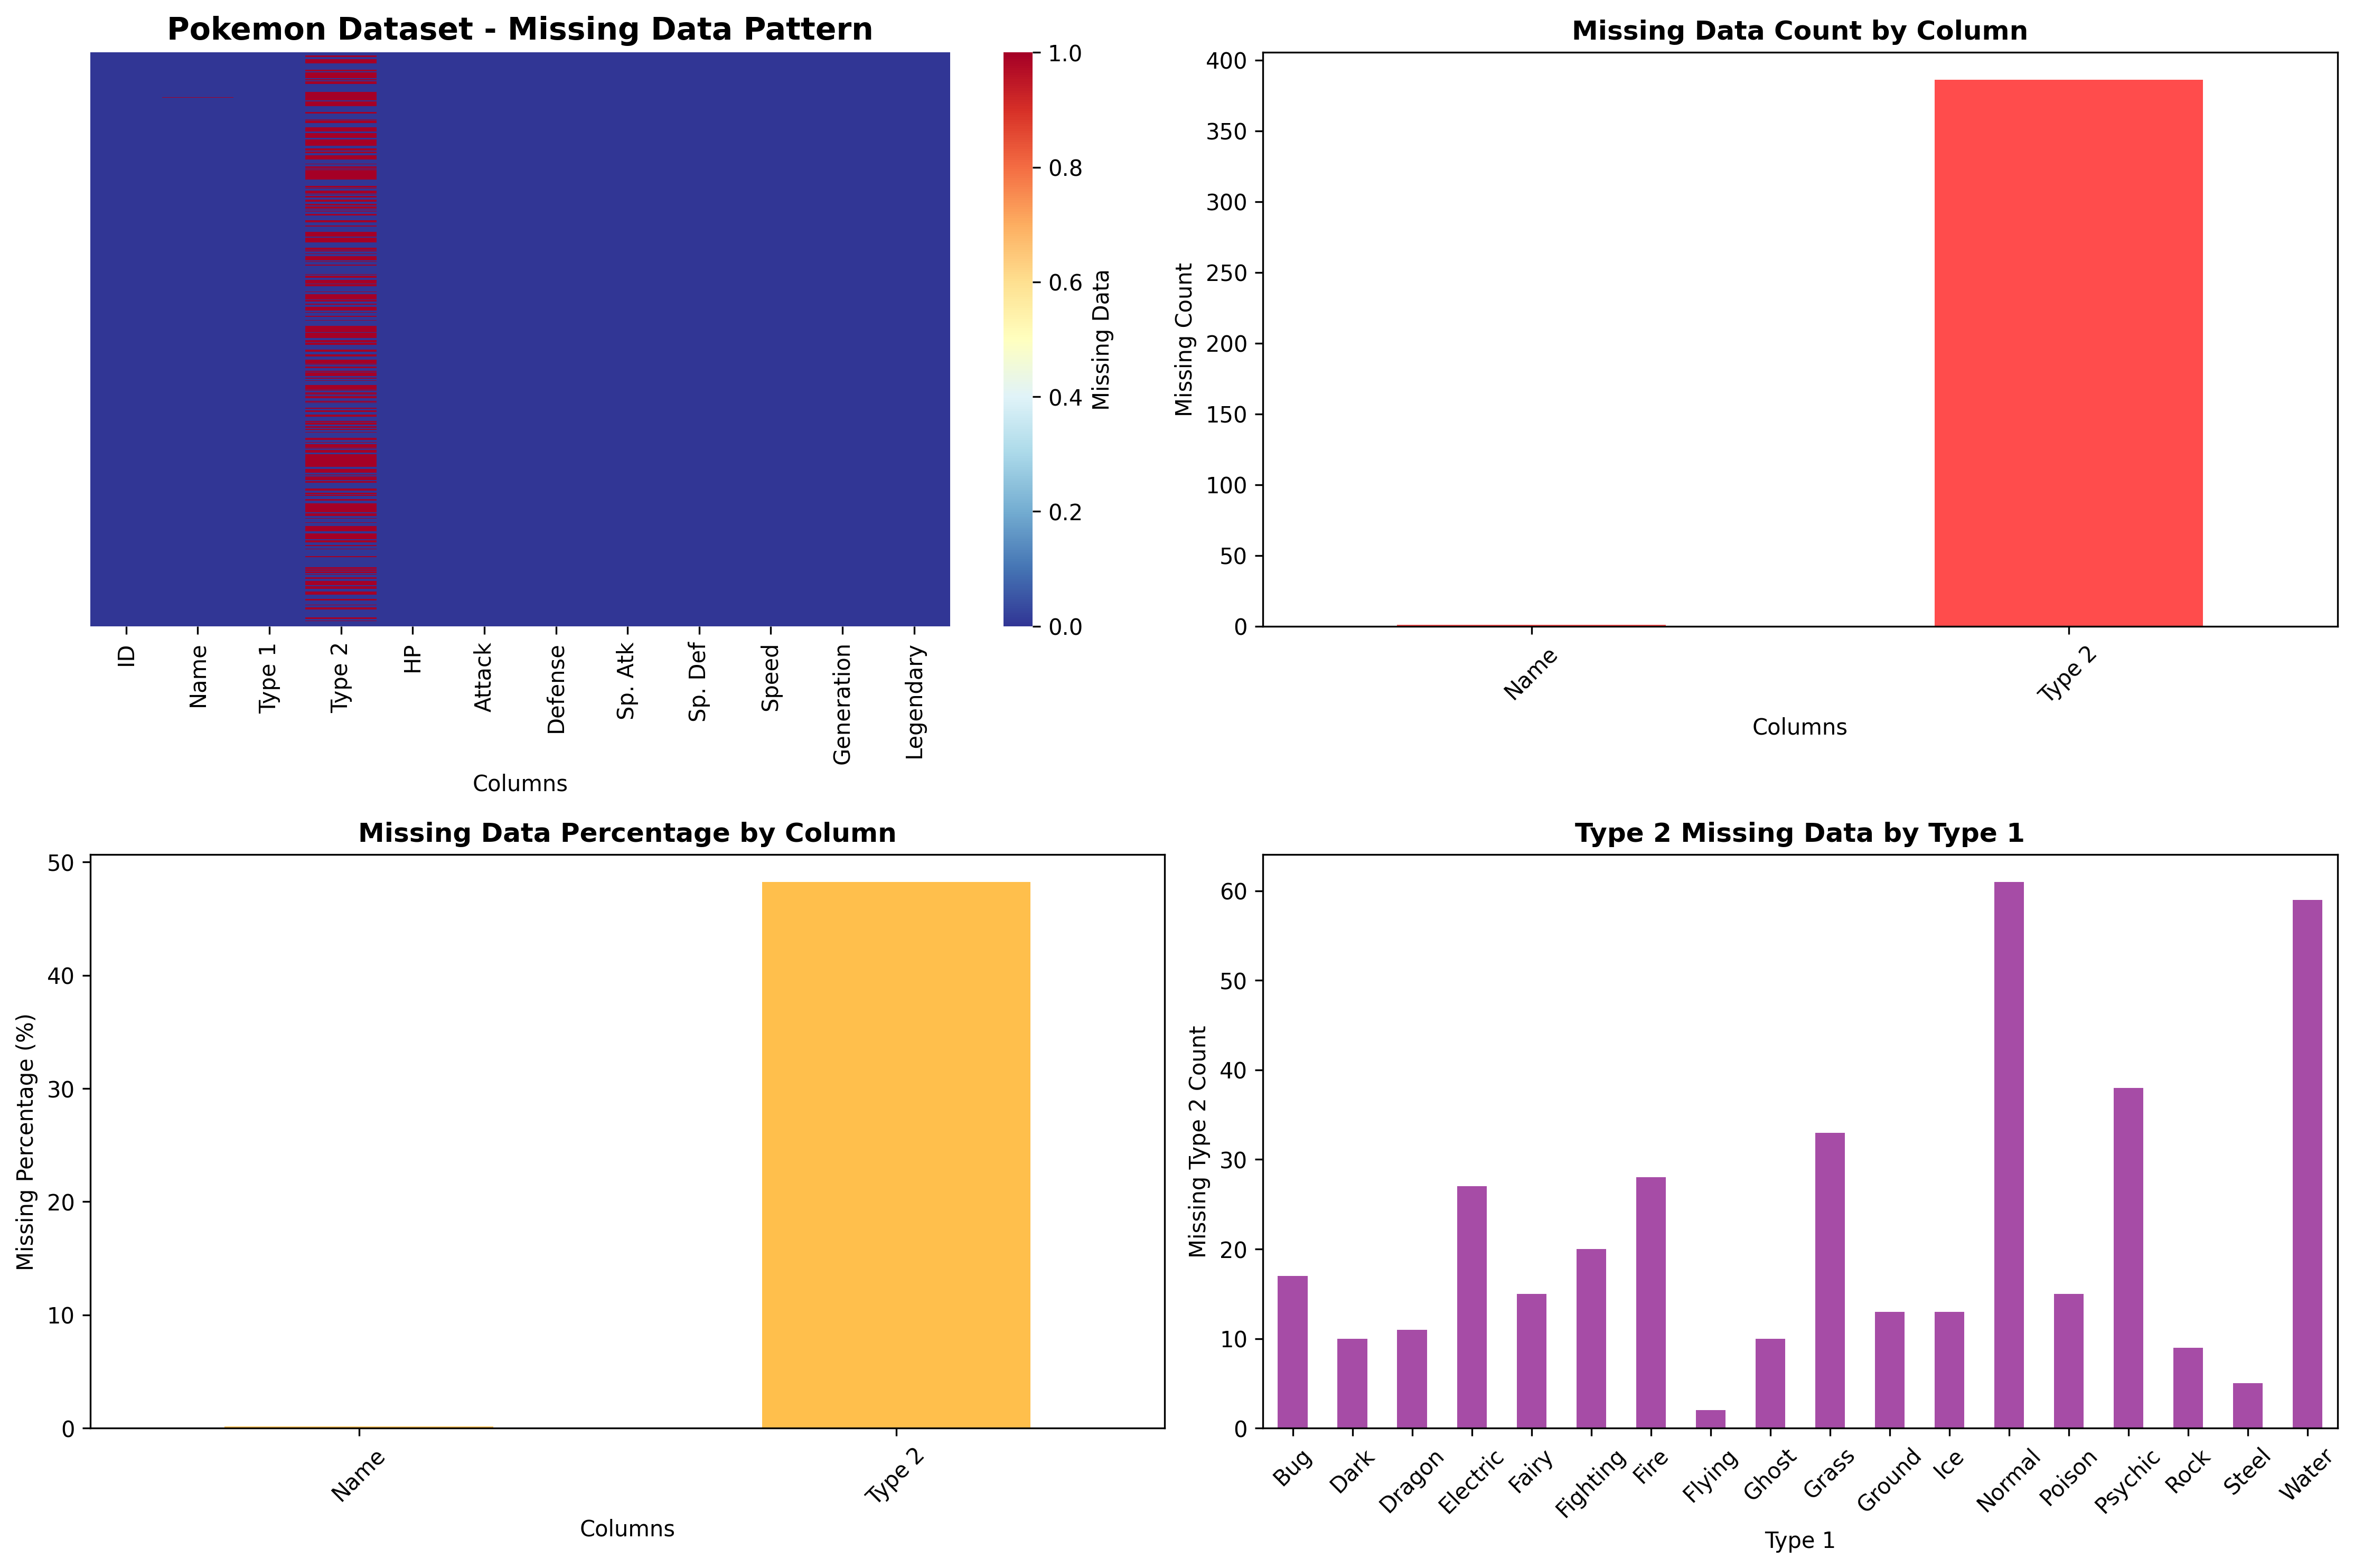 Pokemon Dataset - Missing Data Pattern
1.0
0.8
0.6
0.4
0.2
0.0
Missing Data
ID
Name
Type 1
Type 2
HP
Attack
Defense
Sp. Atk
Sp. Def
Speed
Generation
Legendary
Columns
Missing Data Count by Column
400
350
300
250
200
150
100
50
0
Missing Count
Name
Type 2
Columns
Missing Data Percentage by Column
50
40
30
20
10
0
Missing Percentage (%)
Name
Type 2
Columns
Type 2 Missing Data by Type 1
60
50
40
30
20
10
0
Missing Type 2 Count
Bug
Dark
Dragon
Electric
Fairy
Fighting
Fire
Flying
Ghost
Grass
Ground
Ice
Normal
Poison
Psychic
Rock
Steel
Water
Type 1